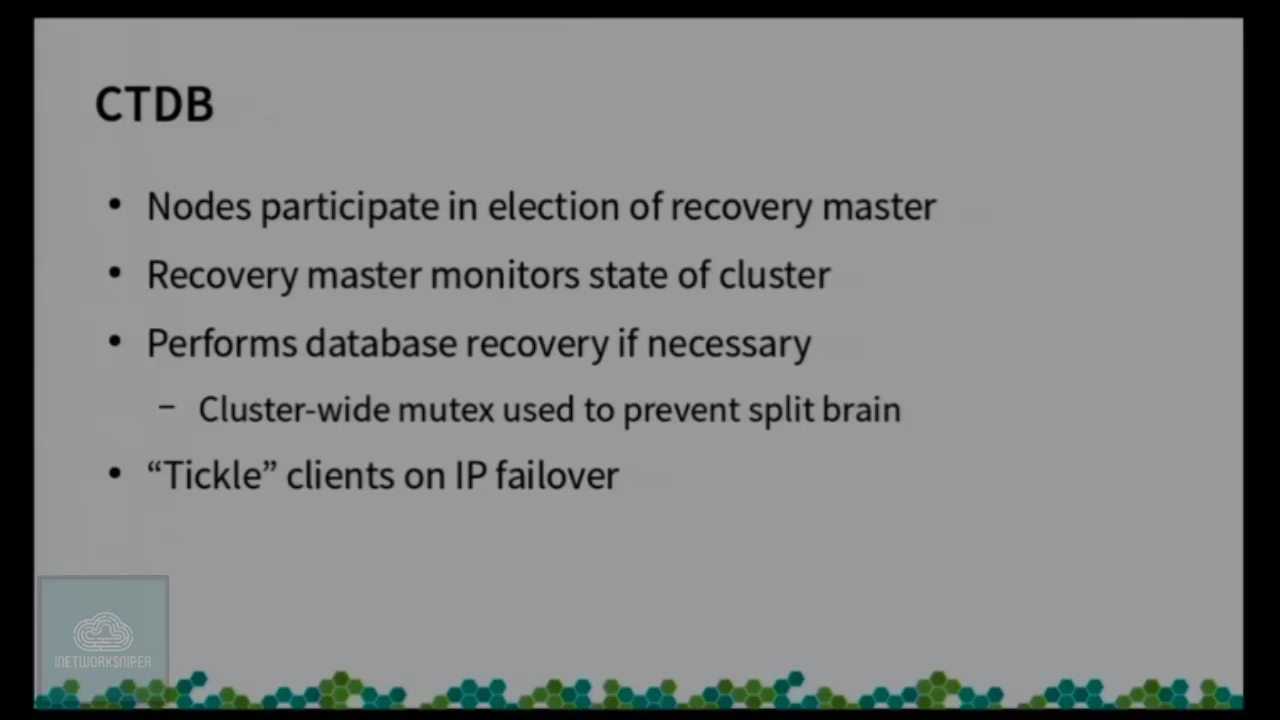 CTDB
• Nodes participate in election of recovery master
• Recovery master monitors state of cluster
• Performs database recovery if necessary
– Cluster-wide mutex used to prevent split brain
• “Tickle” clients on IP failover
INETWORKSNIPER